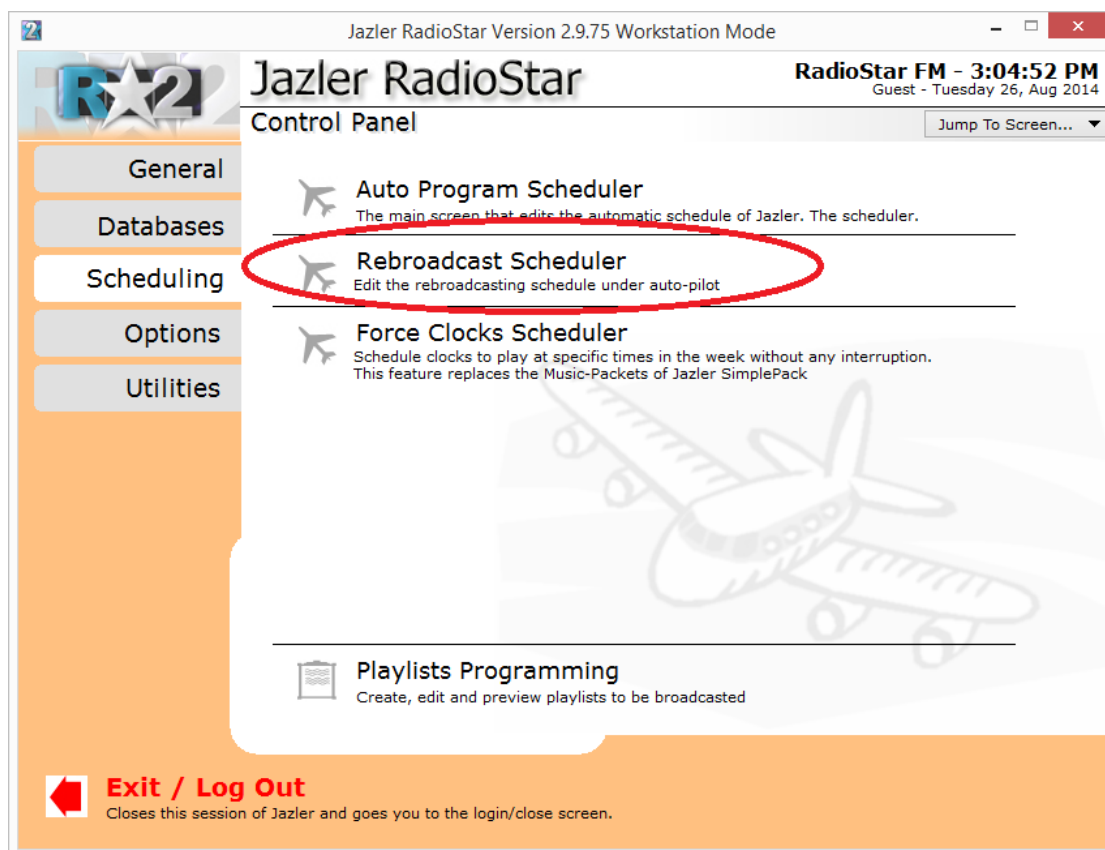 2
Jazler RadioStar Version 2.9.75 Workstation Mode
R 2
Jazler RadioStar
RadioStar FM - 3:04:52 PM
Guest - Tuesday 26, Aug 2014
Control Panel
Jump To Screen...
General
Databases
Scheduling
Options
Utilities
Auto Program Scheduler
The main screen that edits the automatic schedule of Jazler. The scheduler.
Rebroadcast Scheduler
Edit the rebroadcasting schedule under auto-pilot
Force Clocks Scheduler
Schedule clocks to play at specific times in the week without any interruption.
This feature replaces the Music-Packets of Jazler SimplePack
Playlists Programming
Create, edit and preview playlists to be broadcasted
Exit / Log Out
Closes this session of Jazler and goes you to the login/close screen.